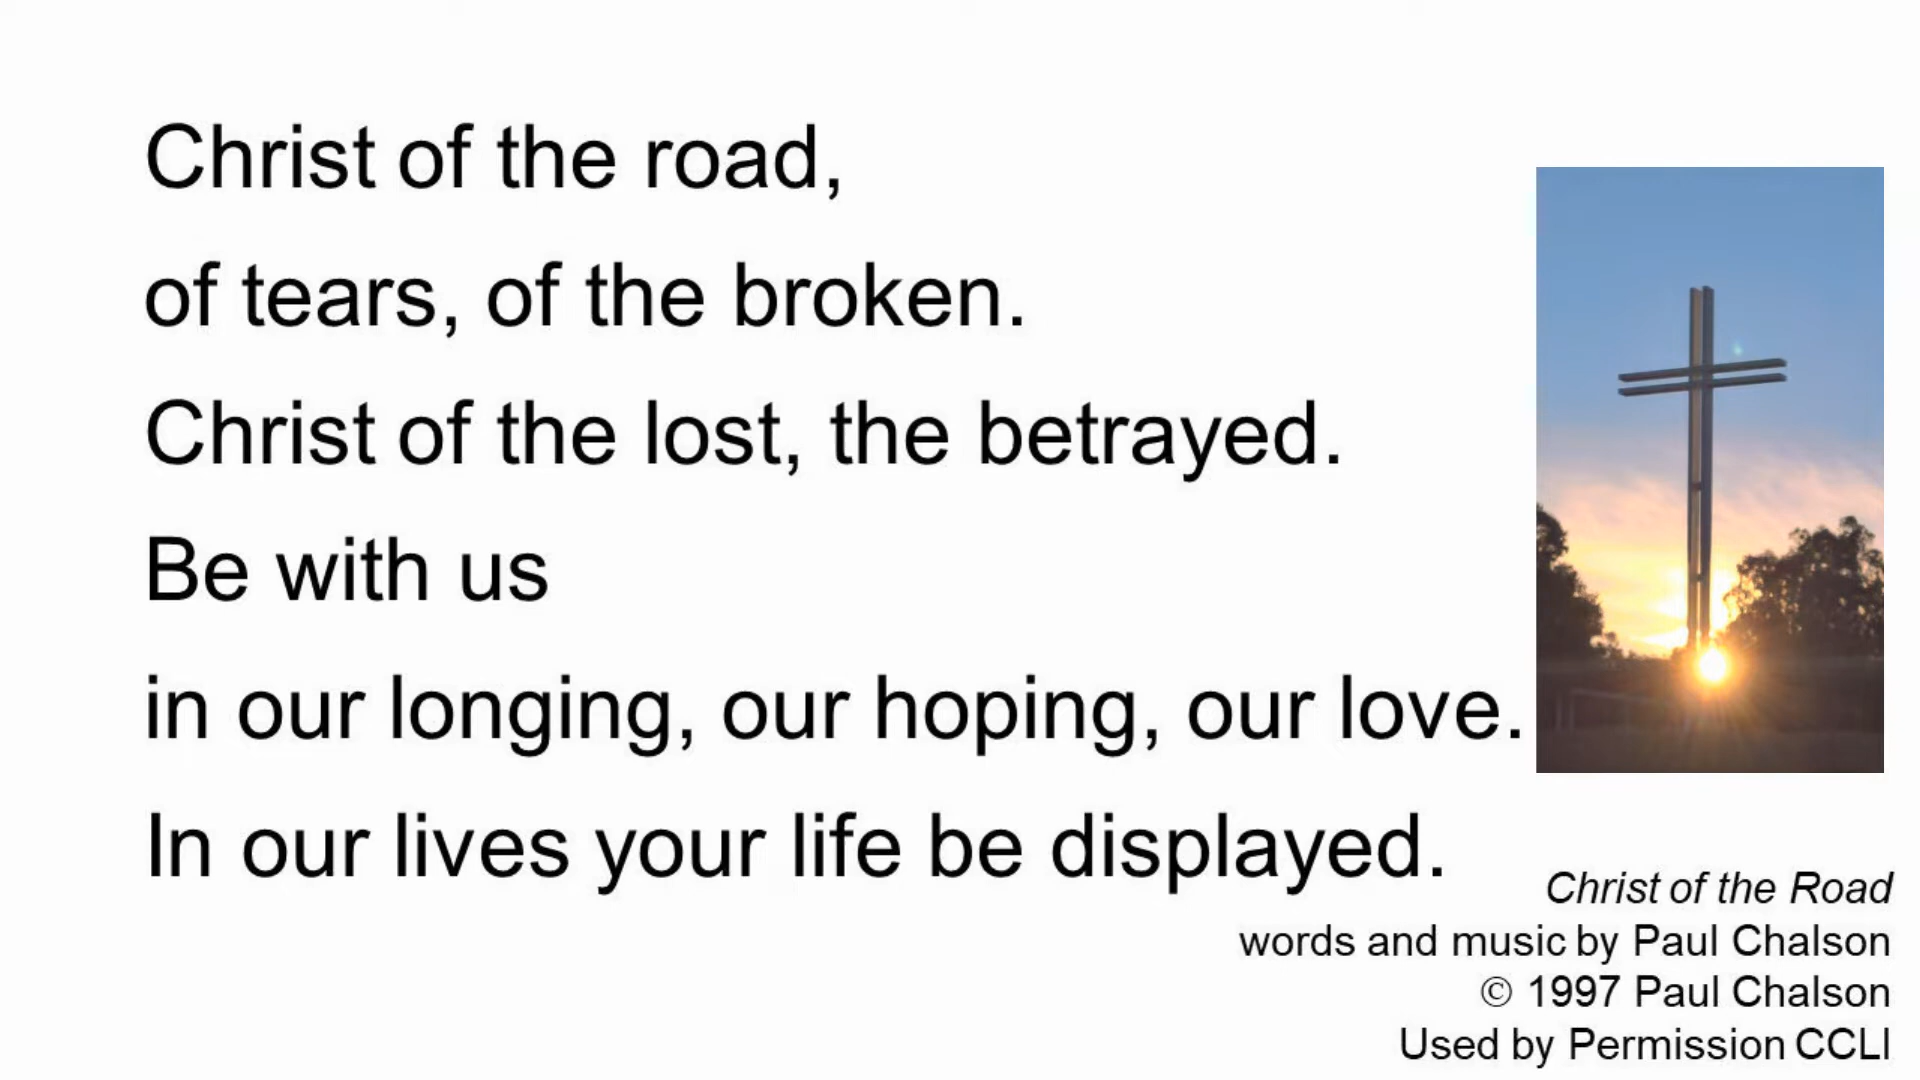 Christ of the road,
of tears, of the broken.
Christ of the lost, the betrayed.
Be with us
in our longing, our hoping, our love.
In our lives your life be displayed.
Christ of the Road
words and music by Paul Chalson
© 1997 Paul Chalson
Used by Permission CCLI